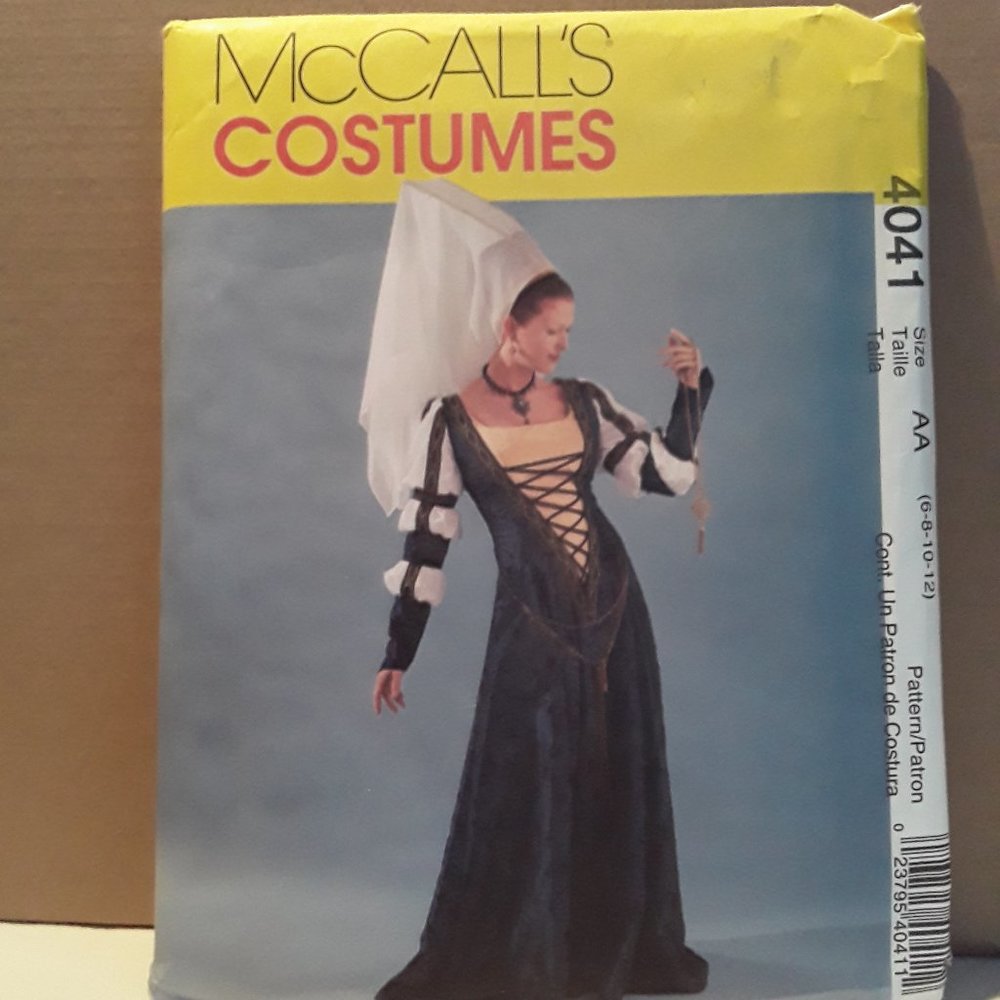 McCALL'S
COSTUMES
4041
Size
Taille
Talla
AA
(6-8-10-12)
Pattern/Patron
Cont. Un Patron de Costura
0 23795 40411